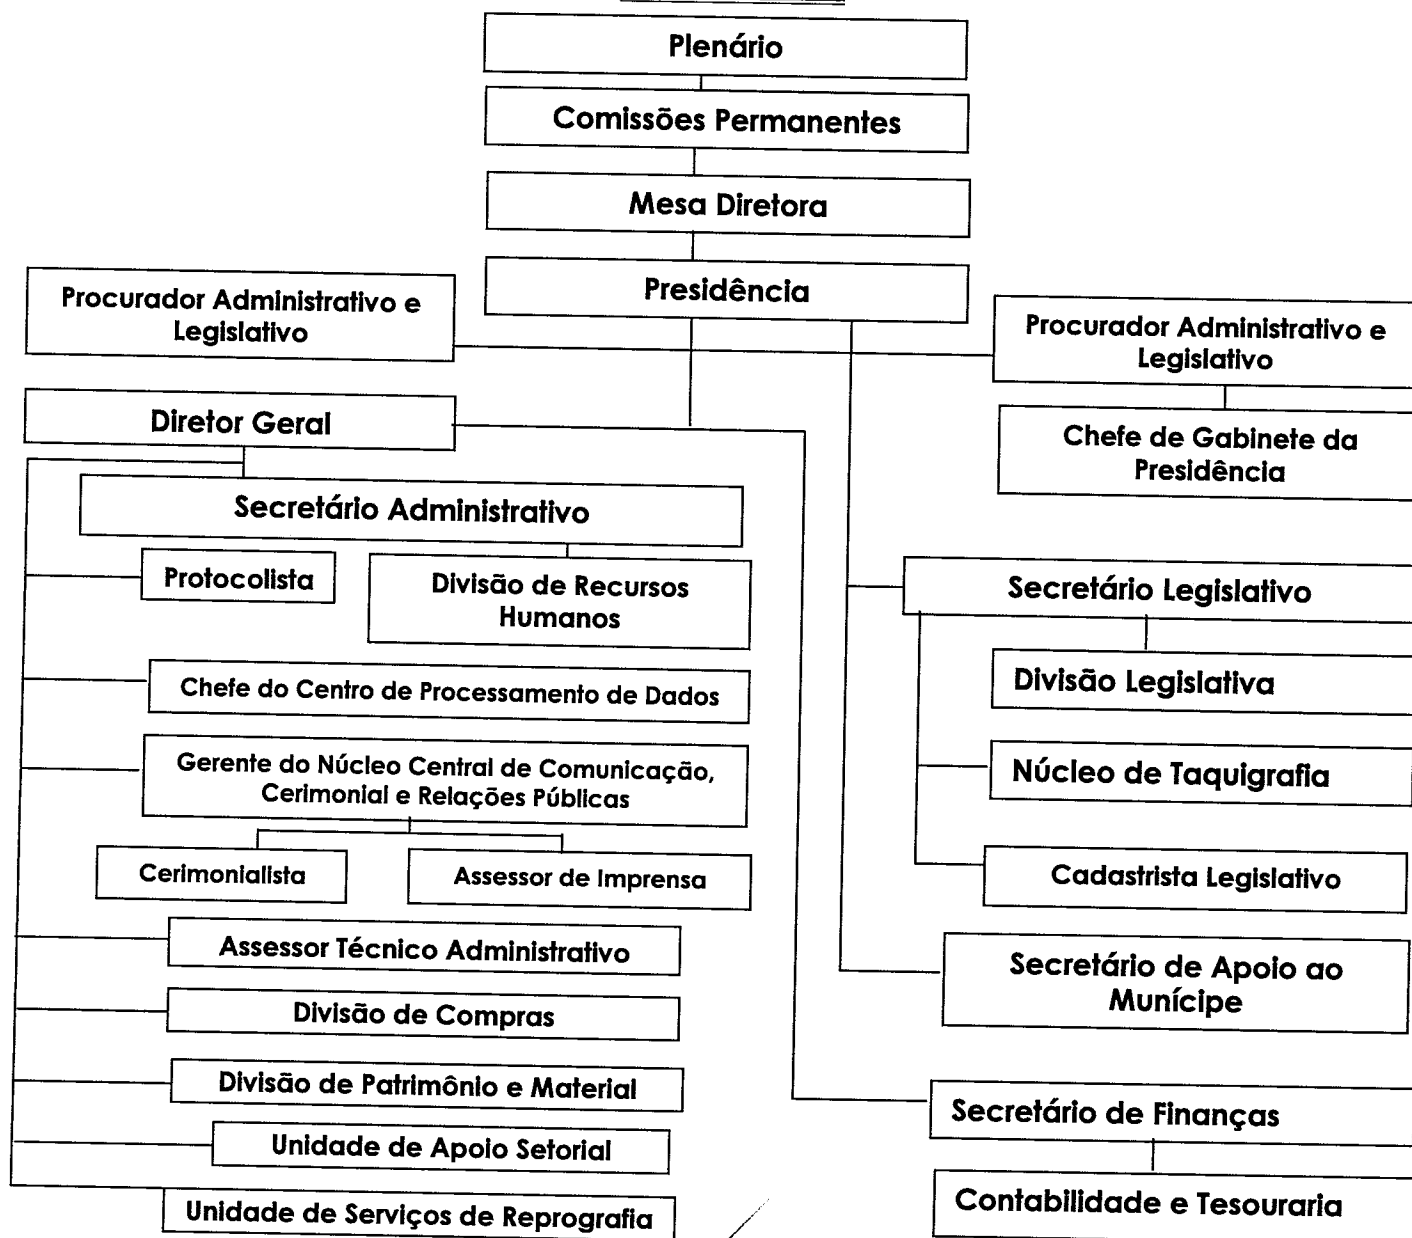 Plenário
Comissões Permanentes
Mesa Diretora
Presidência
Procurador Administrativo e
Legislativo
Procurador Administrativo e
Legislativo
Diretor Geral
Chefe de Gabinete da
Presidência
Secretário Administrativo
Protocolista
Divisão de Recursos
Humanos
Secretário Legislativo
Chefe do Centro de Processamento de Dados
Divisão Legislativa
Gerente do Núcleo Central de Comunicação,
Cerimonial e Relações Públicas
Núcleo de Taquigrafia
Cerimonialista
Assessor de Imprensa
Cadastrista Legislativo
Assessor Técnico Administrativo
Secretário de Apoio ao
Munícipe
Divisão de Compras
Divisão de Patrimônio e Material
Secretário de Finanças
Unidade de Apoio Setorial
Contabilidade e Tesouraria
Unidade de Serviços de Reprografia